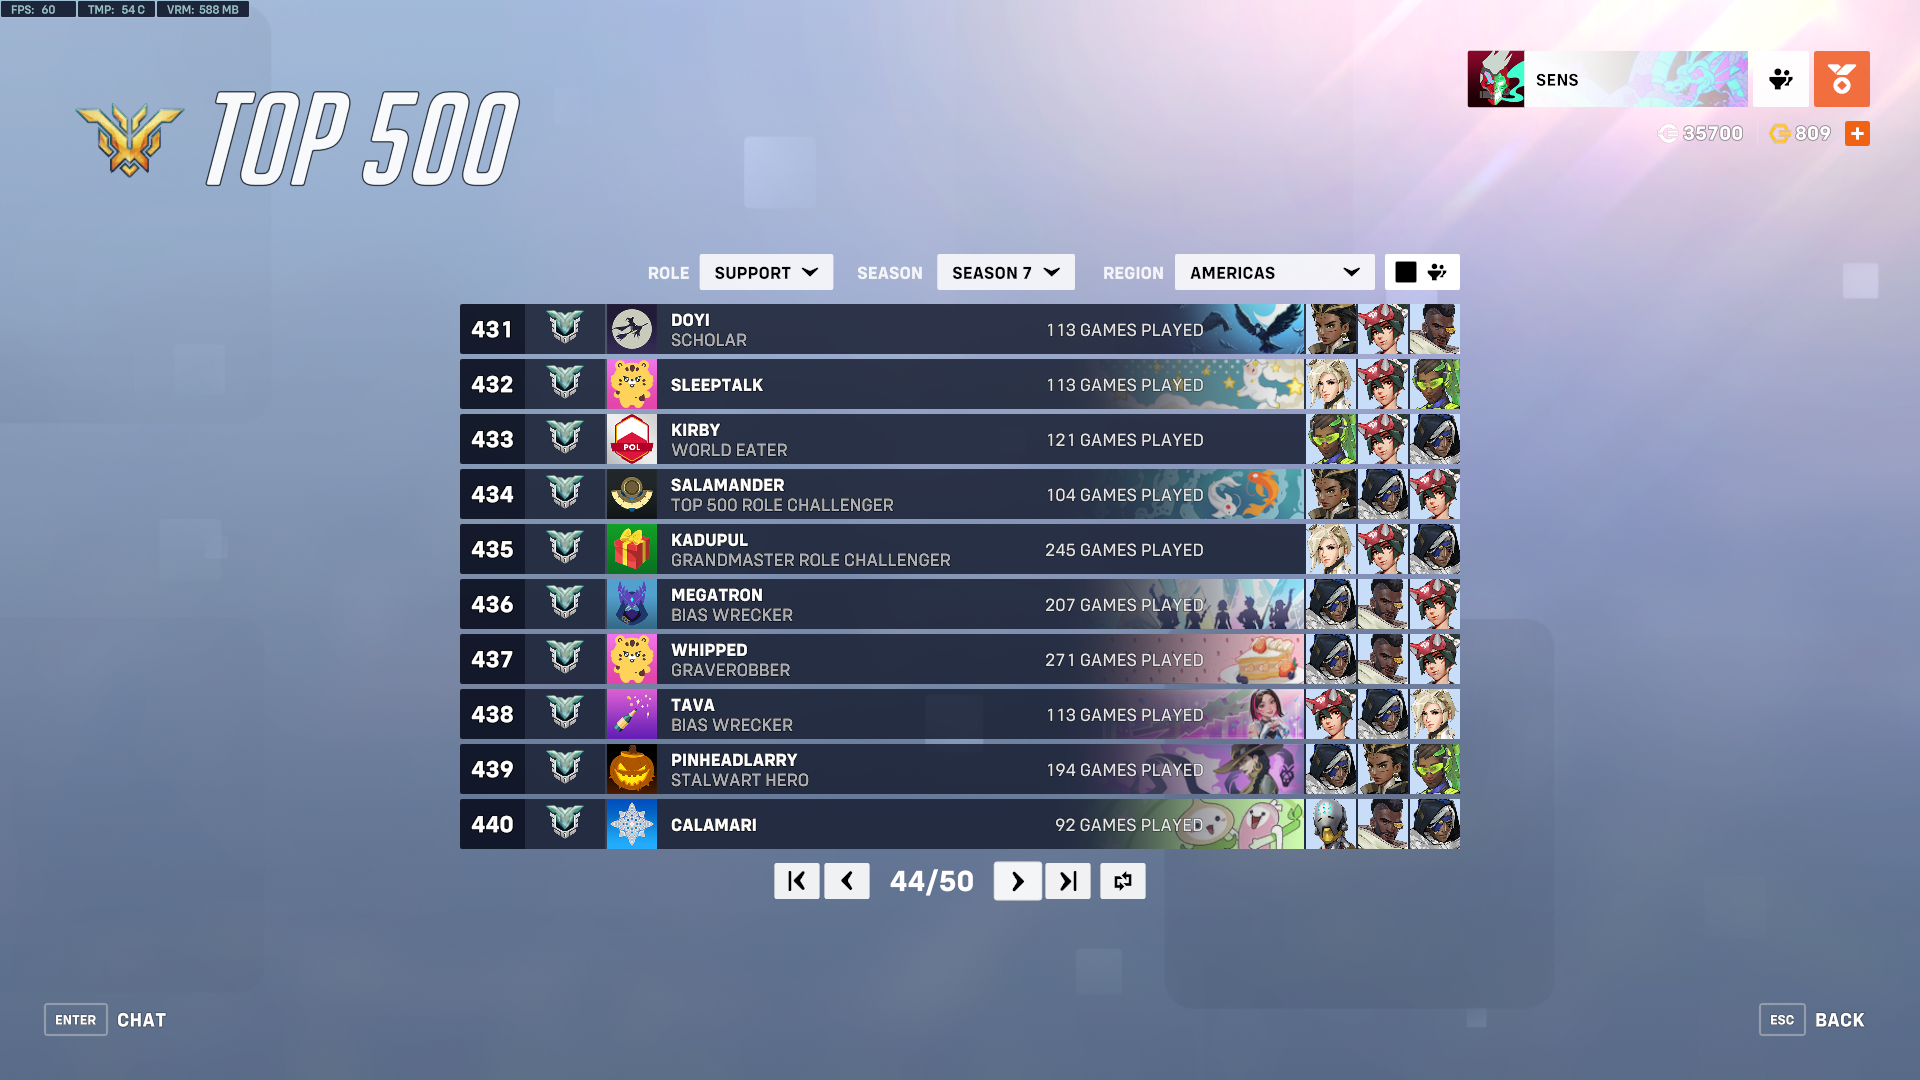 FPS: 60 TMP: 54 C VRM: 588 MB
TOP 500
SENS
35700 809
ROLE SUPPORT SEASON SEASON 7 REGION AMERICAS
431 DOYI 113 GAMES PLAYED
SCHOLAR
432 SLEEPTALK 113 GAMES PLAYED
433 KIRBY 121 GAMES PLAYED
POL WORLD EATER
434 SALAMANDER 104 GAMES PLAYED
TOP 500 ROLE CHALLENGER
435 KADUPUL 245 GAMES PLAYED
GRANDMASTER ROLE CHALLENGER
436 MEGATRON 207 GAMES PLAYED
BIAS WRECKER
437 WHIPPED 271 GAMES PLAYED
GRAVEROBBER
438 TAVA 113 GAMES PLAYED
BIAS WRECKER
439 PINHEADLARRY 194 GAMES PLAYED
STALWART HERO
440 CALAMARI 92 GAMES PLAYED
44/50
ENTER CHAT
ESC BACK